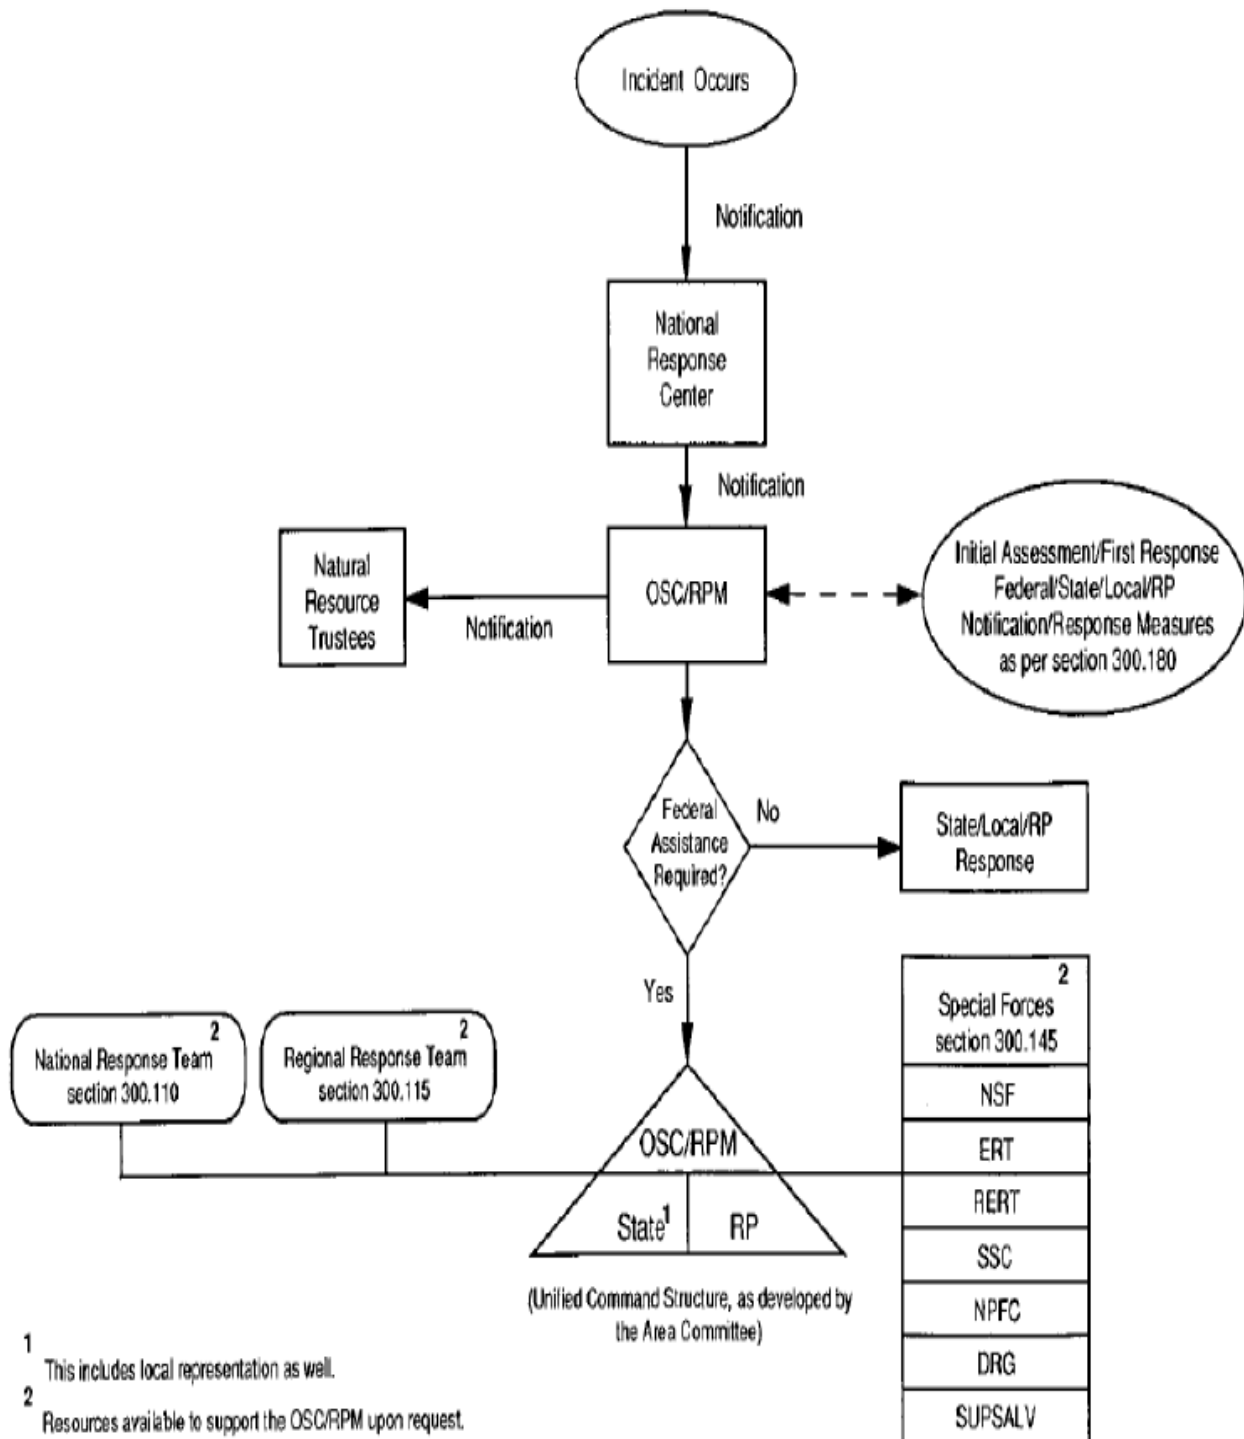 Incident Occurs
Notification
National
Response
Center
Notification
Natural
Resource
Trustees
Notification
OSC/RPM
Initial Assessment/First Response
Federal/State/Local/RP
Notification/Response Measures
as per section 300.180
Federal
Assistance
Required?
No
State/Local/RP
Response
Yes
National Response Team 2
section 300.110
Regional Response Team 2
section 300.115
OSC/RPM
State1
RP
(Unified Command Structure, as developed by
the Area Committee)
2
Special Forces
section 300.145
NSF
ERT
RERT
SSC
NPFC
DRG
SUPSALV
1 This includes local representation as well.
2 Resources available to support the OSC/RPM upon request.